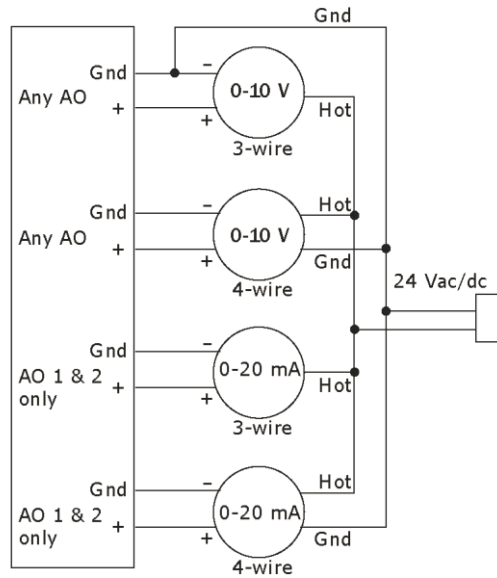 Gnd
Gnd
−
Any AO
0-10 V
+
+
Hot
3-wire
Gnd
−
Hot
Any AO
0-10 V
+
+
Gnd
4-wire
24 Vac/dc
Gnd
−
AO 1 & 2
only
0-20 mA
+
+
Hot
3-wire
Gnd
−
Hot
AO 1 & 2
only
0-20 mA
+
+
Gnd
4-wire